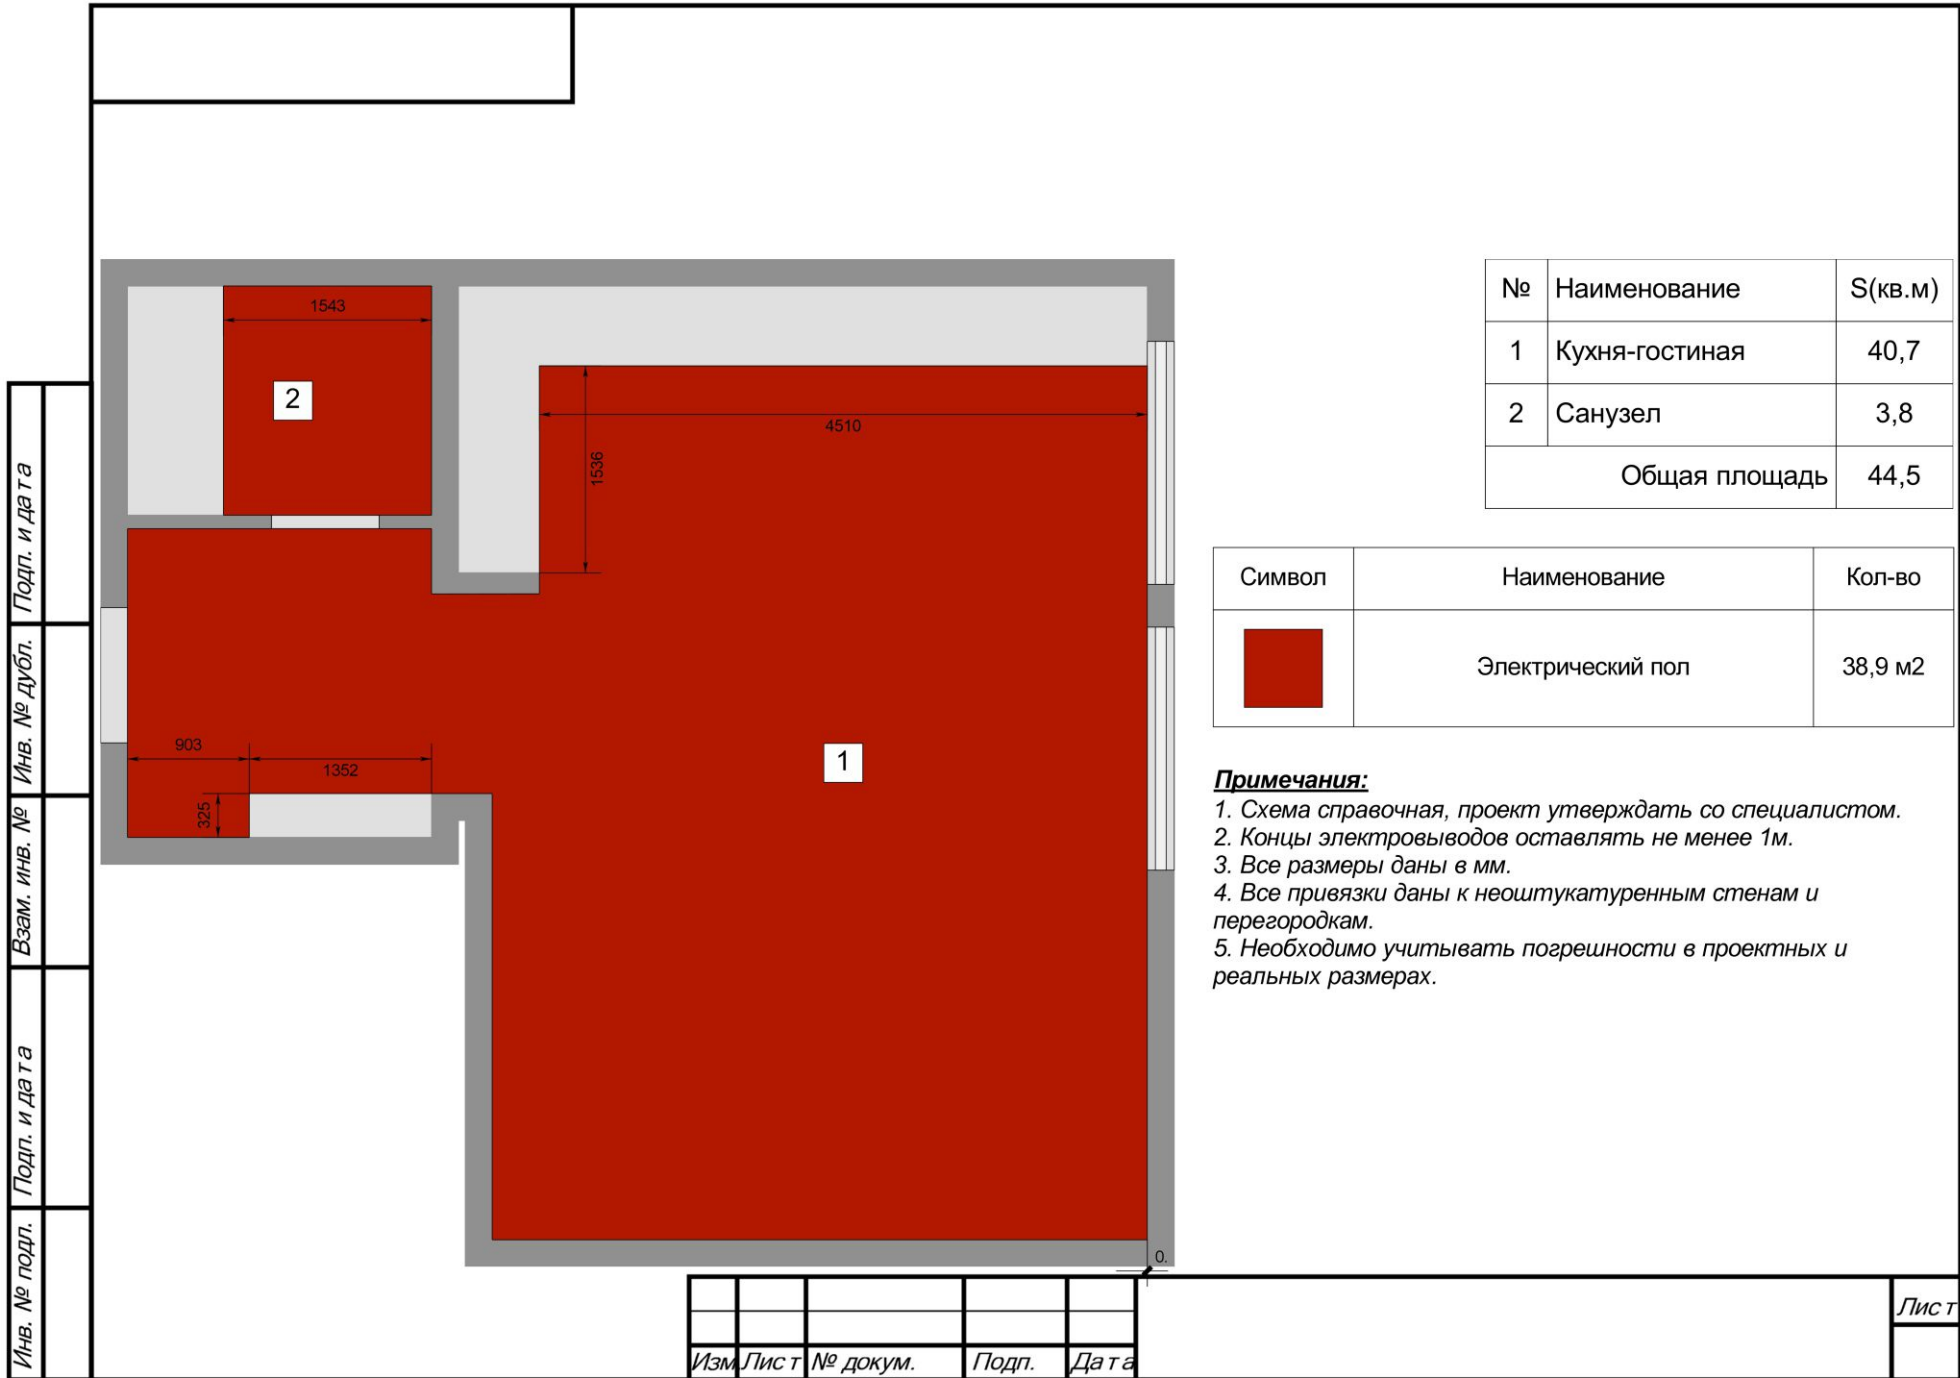 1543
2
4510
1536
903
1352
325
1
0.
№ Наименование S(кв.м)
1 Кухня-гостиная 40,7
2 Санузел 3,8
Общая площадь 44,5
Символ Наименование Кол-во
Электрический пол 38,9 м2
Примечания:
1. Схема справочная, проект утверждать со специалистом.
2. Концы электровыводов оставлять не менее 1м.
3. Все размеры даны в мм.
4. Все привязки даны к неоштукатуренным стенам и
перегородкам.
5. Необходимо учитывать погрешности в проектных и
реальных размерах.
Подп. и дата
Инв. № дубл.
Взам. инв. №
Подп. и дата
Инв. № подл.
Изм Лист № докум. Подп. Дата
Лист